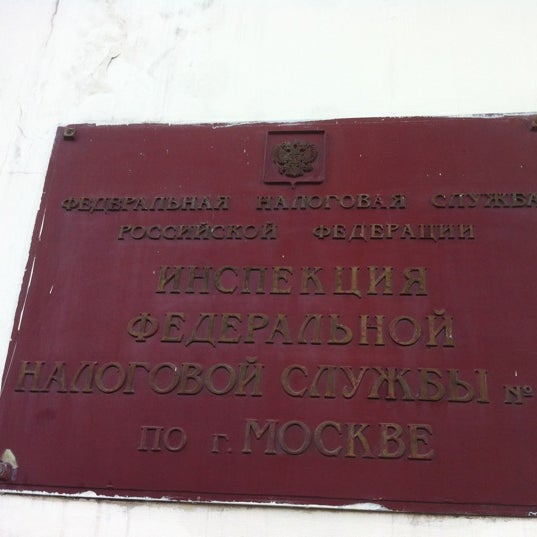 ФЕДЕРАЛЬНАЯ НАЛОГОВАЯ СЛУЖБА
РОССИЙСКОЙ ФЕДЕРАЦИИ
ИНСПЕКЦИЯ
ФЕДЕРАЛЬНОЙ
НАЛОГОВОЙ СЛУЖБЫ №
ПО г. МОСКВЕ